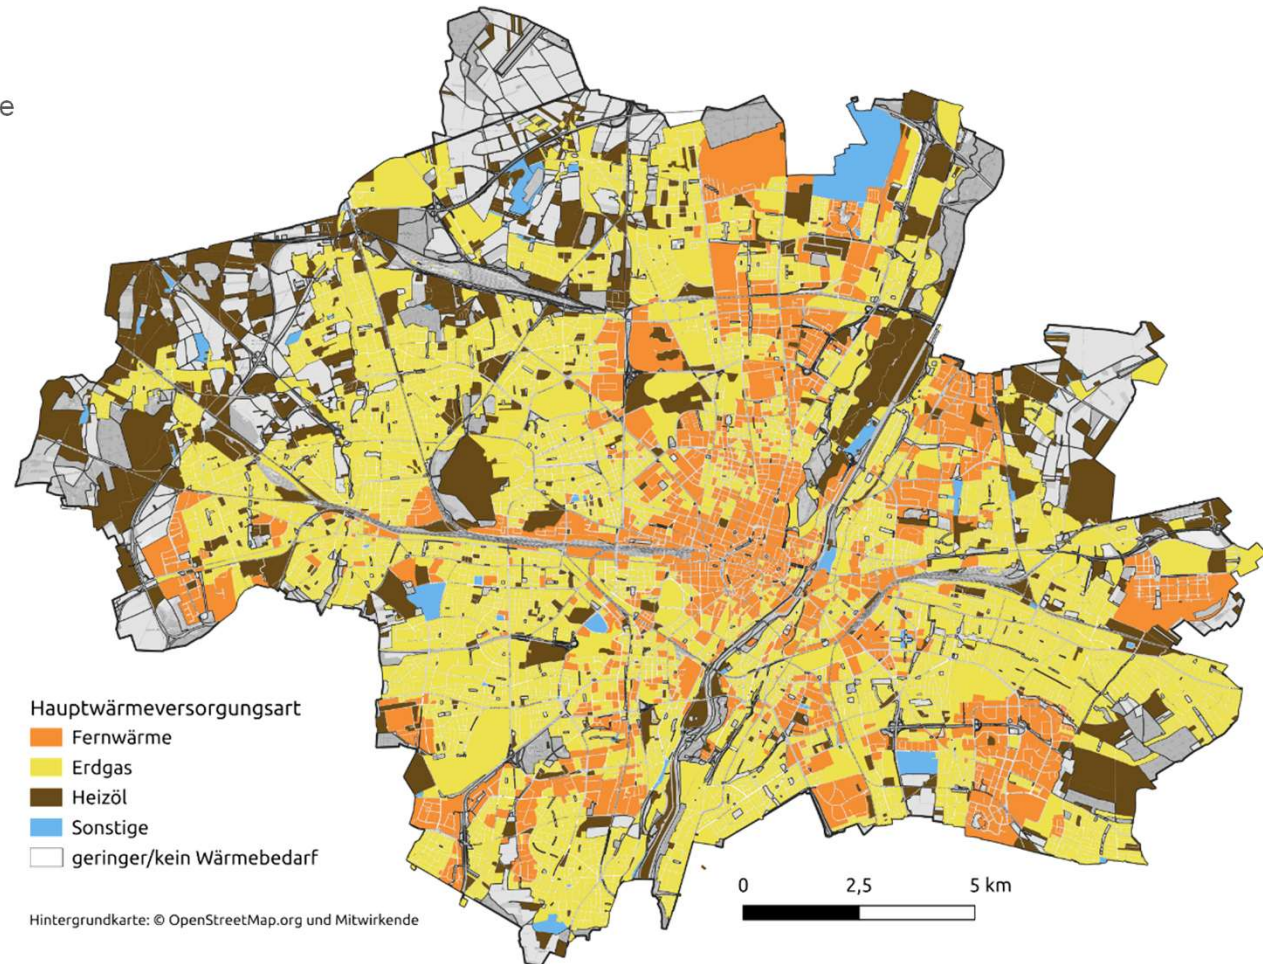 e
Hauptwärmeversorgungsart
Fernwärme
Erdgas
Heizöl
Sonstige
geringer/kein Wärmebedarf
0 2,5 5 km
Hintergrundkarte: © OpenStreetMap.org und Mitwirkende